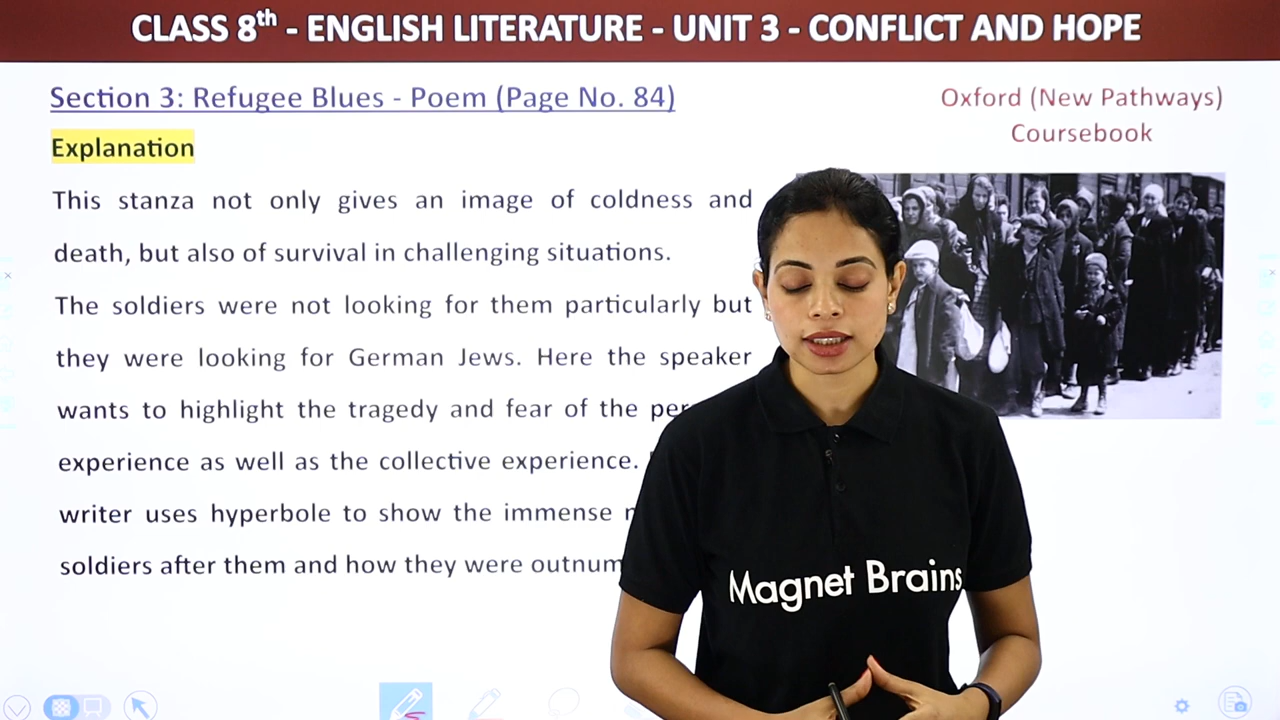 CLASS 8th - ENGLISH LITERATURE - UNIT 3 - CONFLICT AND HOPE
Section 3: Refugee Blues - Poem (Page No. 84)
Oxford (New Pathways)
Coursebook
Explanation
This stanza not only gives an image of coldness and
death, but also of survival in challenging situations.
The soldiers were not looking for them particularly but
they were looking for German Jews. Here the speaker
wants to highlight the tragedy and fear of the
experience as well as the collective experience.
writer uses hyperbole to show the immense
soldiers after them and how they were
Magnet Brains